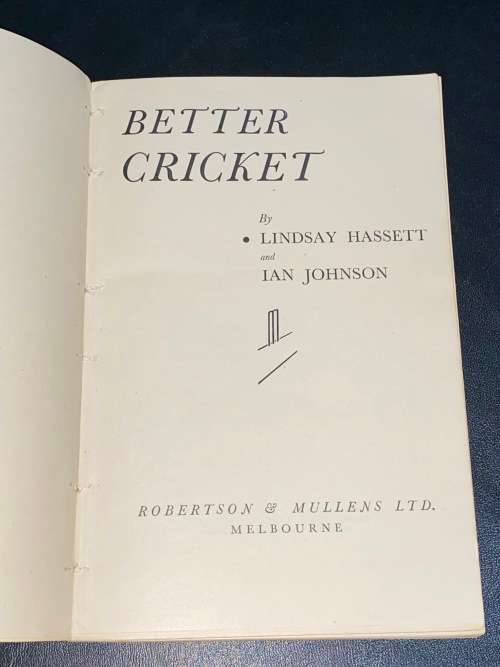 BETTER
CRICKET
By
• LINDSAY HASSETT
and
IAN JOHNSON
ROBERTSON & MULLENS LTD.
MELBOURNE